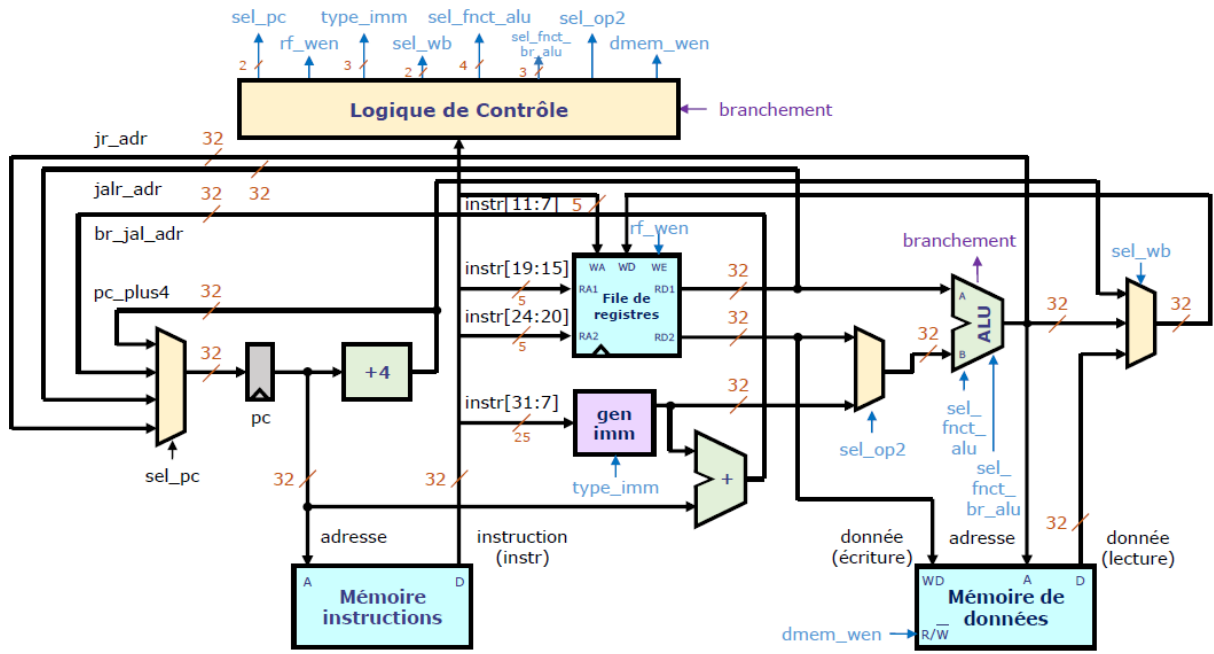 sel_pc
type_imm
sel_fnct_alu
sel_op2
rf_wen
sel_wb
sel_fnct_
br_alu
dmem_wen
2
3
2
4
3
Logique de Contrôle
branchement
jr_adr
32
jalr_adr
32
32
instr[11:7]
5
br_jal_adr
rf_wen
branchement
sel_wb
pc_plus4
32
instr[19:15]
5
WA
WD
WE
RA1
File de
registres
RD1
32
instr[24:20]
5
RA2
RD2
32
32
A
B
ALU
32
32
32
pc
+4
sel_pc
instr[31:7]
25
gen
imm
32
type_imm
sel_op2
sel_
fnct_
alu
sel_
fnct_
br_alu
+
32
32
32
adresse
instruction
(instr)
donnée
(écriture)
adresse
donnée
(lecture)
A
D
Mémoire
instructions
WD
A
D
Mémoire de
données
dmem_wen
R/W̅